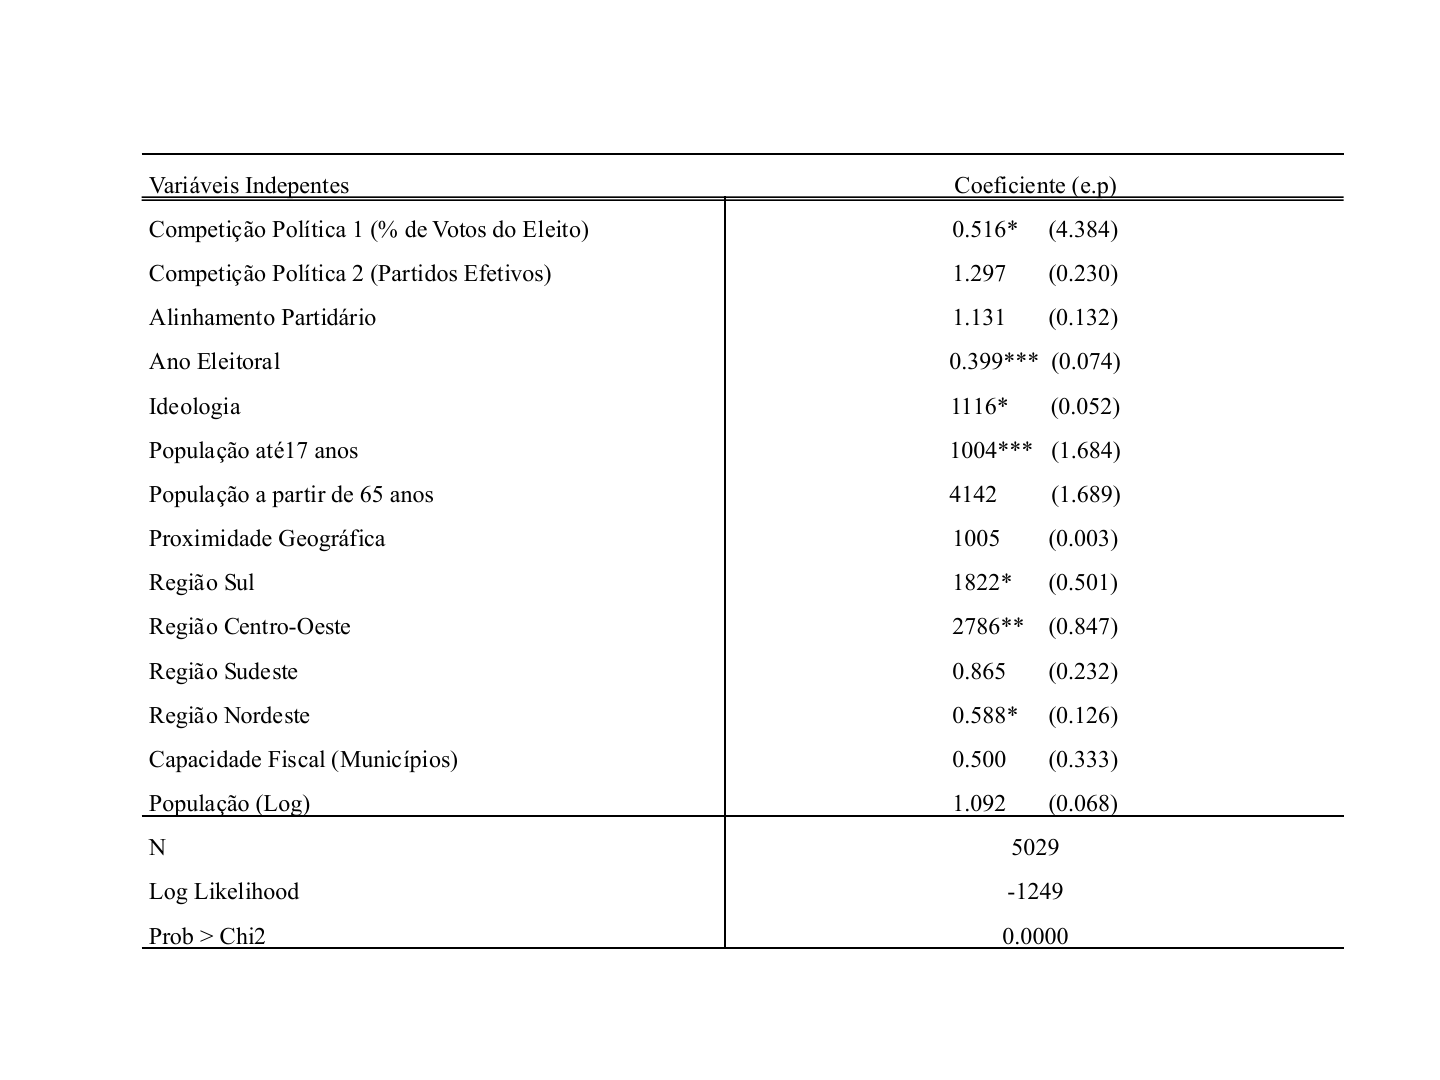 Variáveis Indepentes Coeficiente (e.p)
Competição Política 1 (% de Votos do Eleito) 0.516* (4.384)
Competição Política 2 (Partidos Efetivos) 1.297 (0.230)
Alinhamento Partidário 1.131 (0.132)
Ano Eleitoral 0.399*** (0.074)
Ideologia 1116* (0.052)
População até17 anos 1004*** (1.684)
População a partir de 65 anos 4142 (1.689)
Proximidade Geográfica 1005 (0.003)
Região Sul 1822* (0.501)
Região Centro-Oeste 2786** (0.847)
Região Sudeste 0.865 (0.232)
Região Nordeste 0.588* (0.126)
Capacidade Fiscal (Municípios) 0.500 (0.333)
População (Log) 1.092 (0.068)
N 5029
Log Likelihood -1249
Prob > Chi2 0.0000